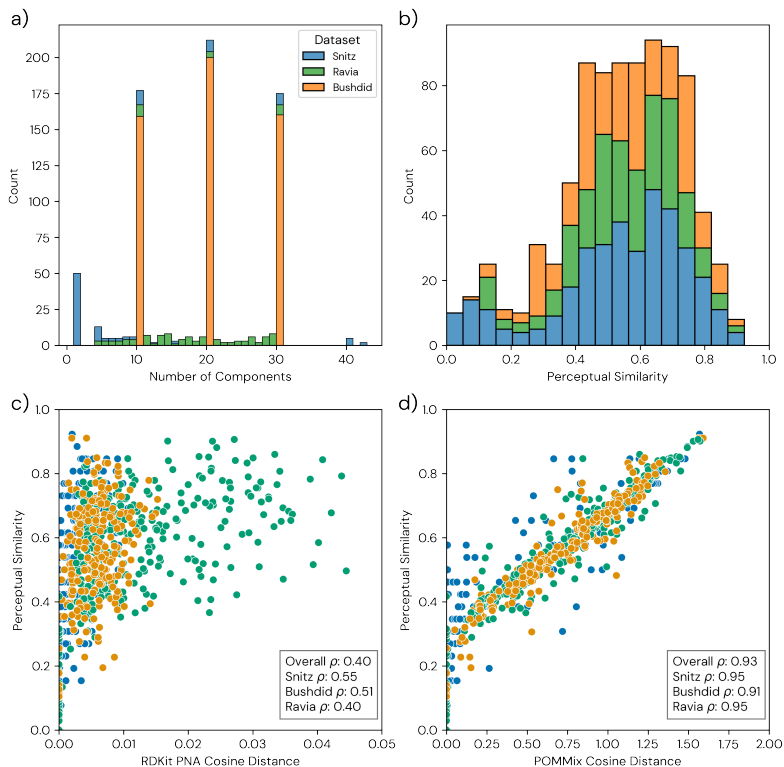 a)
Dataset
Snitz
Ravia
Bushdid
200
175
150
125
100
75
50
25
0
Count
0
10
20
30
40
Number of Components
b)
80
60
40
20
0
Count
0.0
0.2
0.4
0.6
0.8
1.0
Perceptual Similarity
c)
1.0
0.8
0.6
0.4
0.2
0.0
Perceptual Similarity
Overall ρ: 0.40
Snitz ρ: 0.55
Bushdid ρ: 0.51
Ravia ρ: 0.40
0.00
0.01
0.02
0.03
0.04
0.05
RDKit PNA Cosine Distance
d)
1.0
0.8
0.6
0.4
0.2
0.0
Perceptual Similarity
Overall ρ: 0.93
Snitz ρ: 0.95
Bushdid ρ: 0.91
Ravia ρ: 0.95
0.00
0.25
0.50
0.75
1.00
1.25
1.50
1.75
2.00
POMMix Cosine Distance